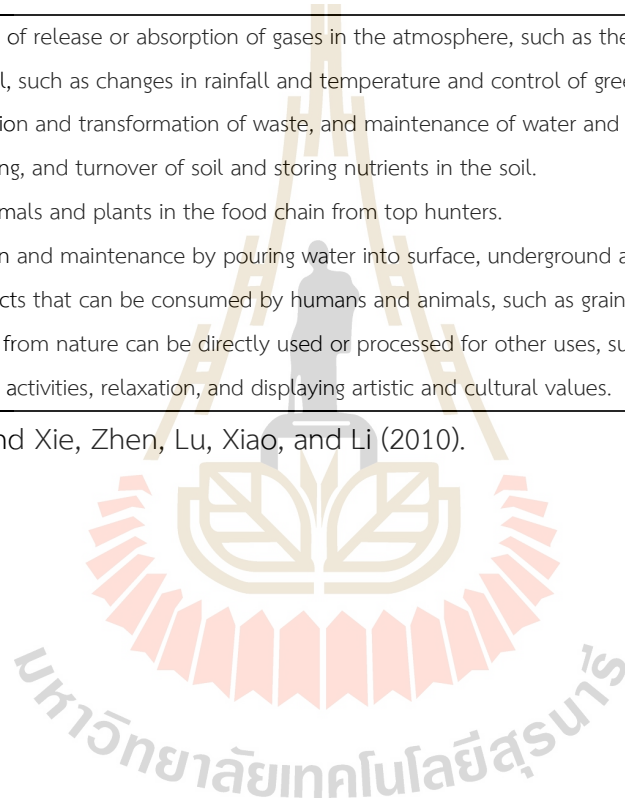 of release or absorption of gases in the atmosphere, such as the
l, such as changes in rainfall and temperature and control of gree
ion and transformation of waste, and maintenance of water and
ng, and turnover of soil and storing nutrients in the soil.
mals and plants in the food chain from top hunters.
n and maintenance by pouring water into surface, underground a
cts that can be consumed by humans and animals, such as grain
from nature can be directly used or processed for other uses, su
activities, relaxation, and displaying artistic and cultural values.
nd Xie, Zhen, Lu, Xiao, and Li (2010).
มหาวิทยาลัยเทคโนโลยีสุรนารี